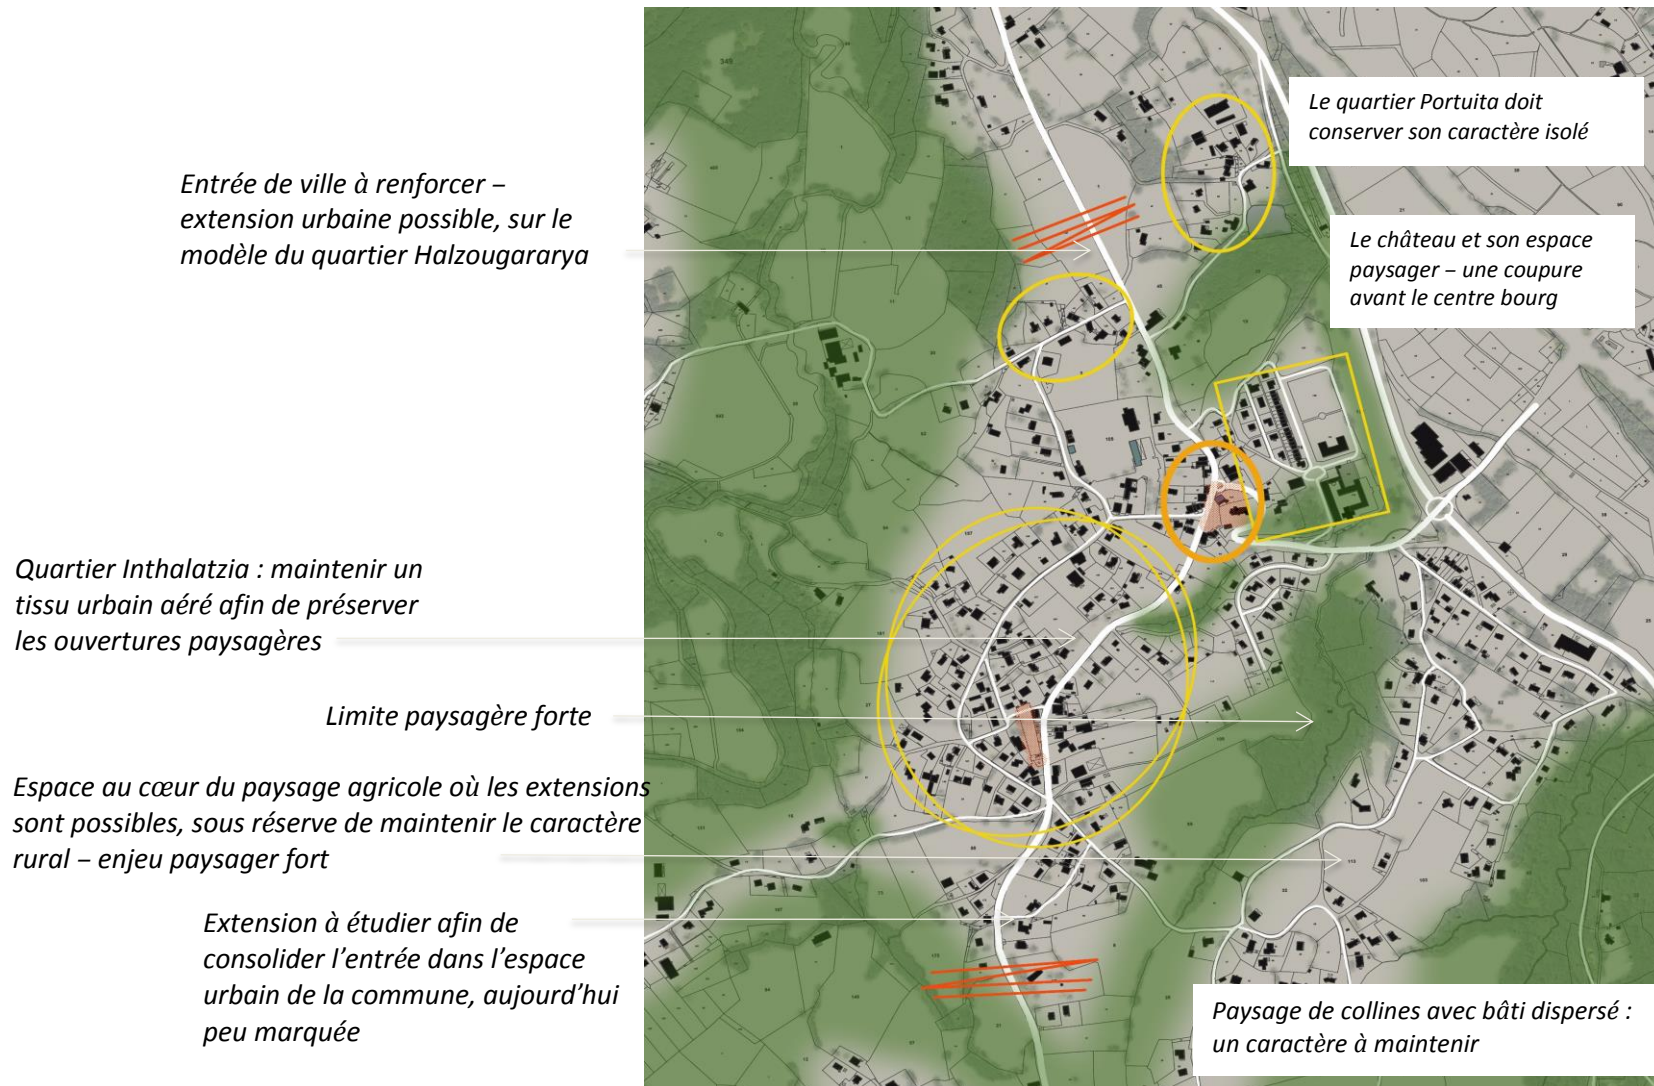 Le quartier Portuita doit
conserver son caractère isolé
Entrée de ville à renforcer –
extension urbaine possible, sur le
modèle du quartier Halzougararya
Le château et son espace
paysager – une coupure
avant le centre bourg
Quartier Inthalatzia : maintenir un
tissu urbain aéré afin de préserver
les ouvertures paysagères
Limite paysagère forte
Espace au cœur du paysage agricole où les extensions
sont possibles, sous réserve de maintenir le caractère
rural – enjeu paysager fort
Extension à étudier afin de
consolider l'entrée dans l'espace
urbain de la commune, aujourd'hui
peu marquée
Paysage de collines avec bâti dispersé :
un caractère à maintenir